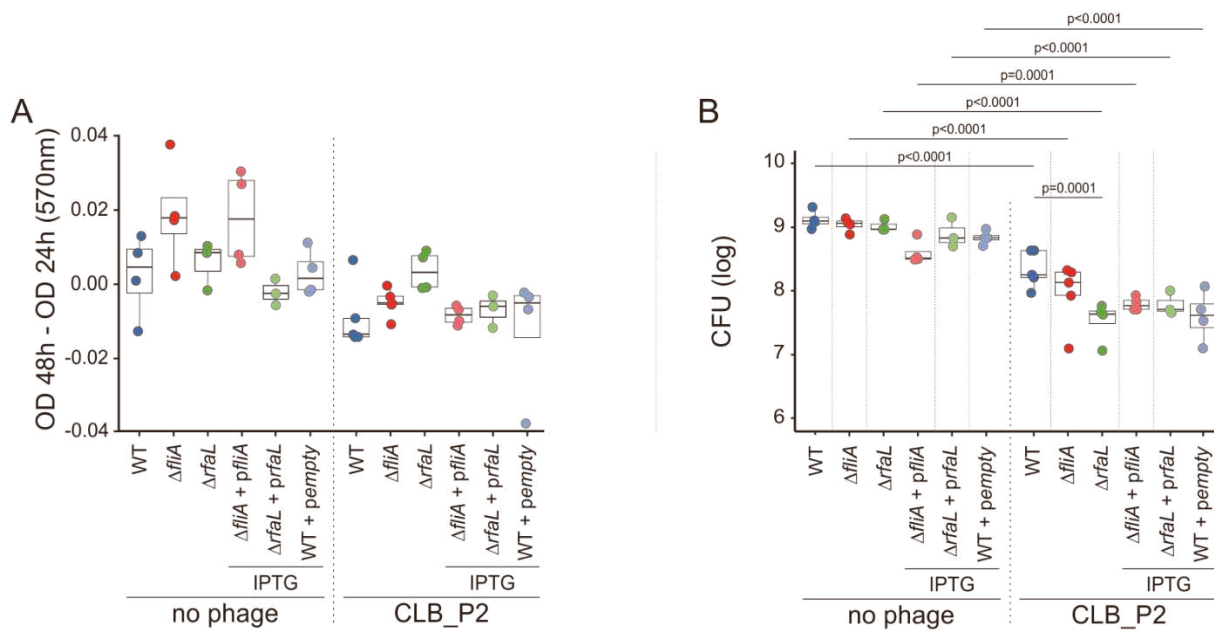 A
OD 48h - OD 24h (570nm)
0.04
0.02
0.00
-0.02
-0.04
WT
ΔfliA
ΔrfaL
ΔfliA + pfliA
ΔrfaL + prfaL
WT + pempty
WT
ΔfliA
ΔrfaL
ΔfliA + pfliA
ΔrfaL + prfaL
WT + pempty
IPTG
IPTG
no phage
CLB_P2
p<0.0001
p<0.0001
p=0.0001
p<0.0001
p<0.0001
p<0.0001
p=0.0001
B
CFU (log)
10
9
8
7
6
WT
ΔfliA
ΔrfaL
ΔfliA + pfliA
ΔrfaL + prfaL
WT + pempty
WT
ΔfliA
ΔrfaL
ΔfliA + pfliA
ΔrfaL + prfaL
WT + pempty
IPTG
IPTG
no phage
CLB_P2